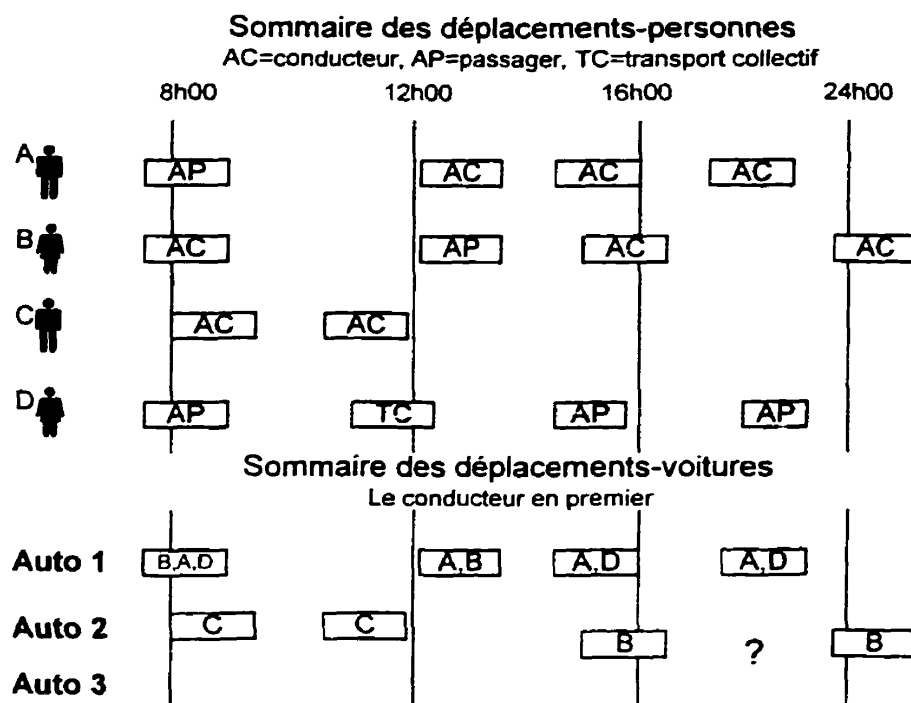 Sommaire des déplacements-personnes
AC=conducteur, AP=passager, TC=transport collectif
8h00 12h00 16h00 24h00
A AP AC AC AC
B AC AP AC AC
C AC AC
D AP TC AP AP
Sommaire des déplacements-voitures
Le conducteur en premier
Auto 1 B,A,D A,B A,D A,D
Auto 2 C C B ? B
Auto 3